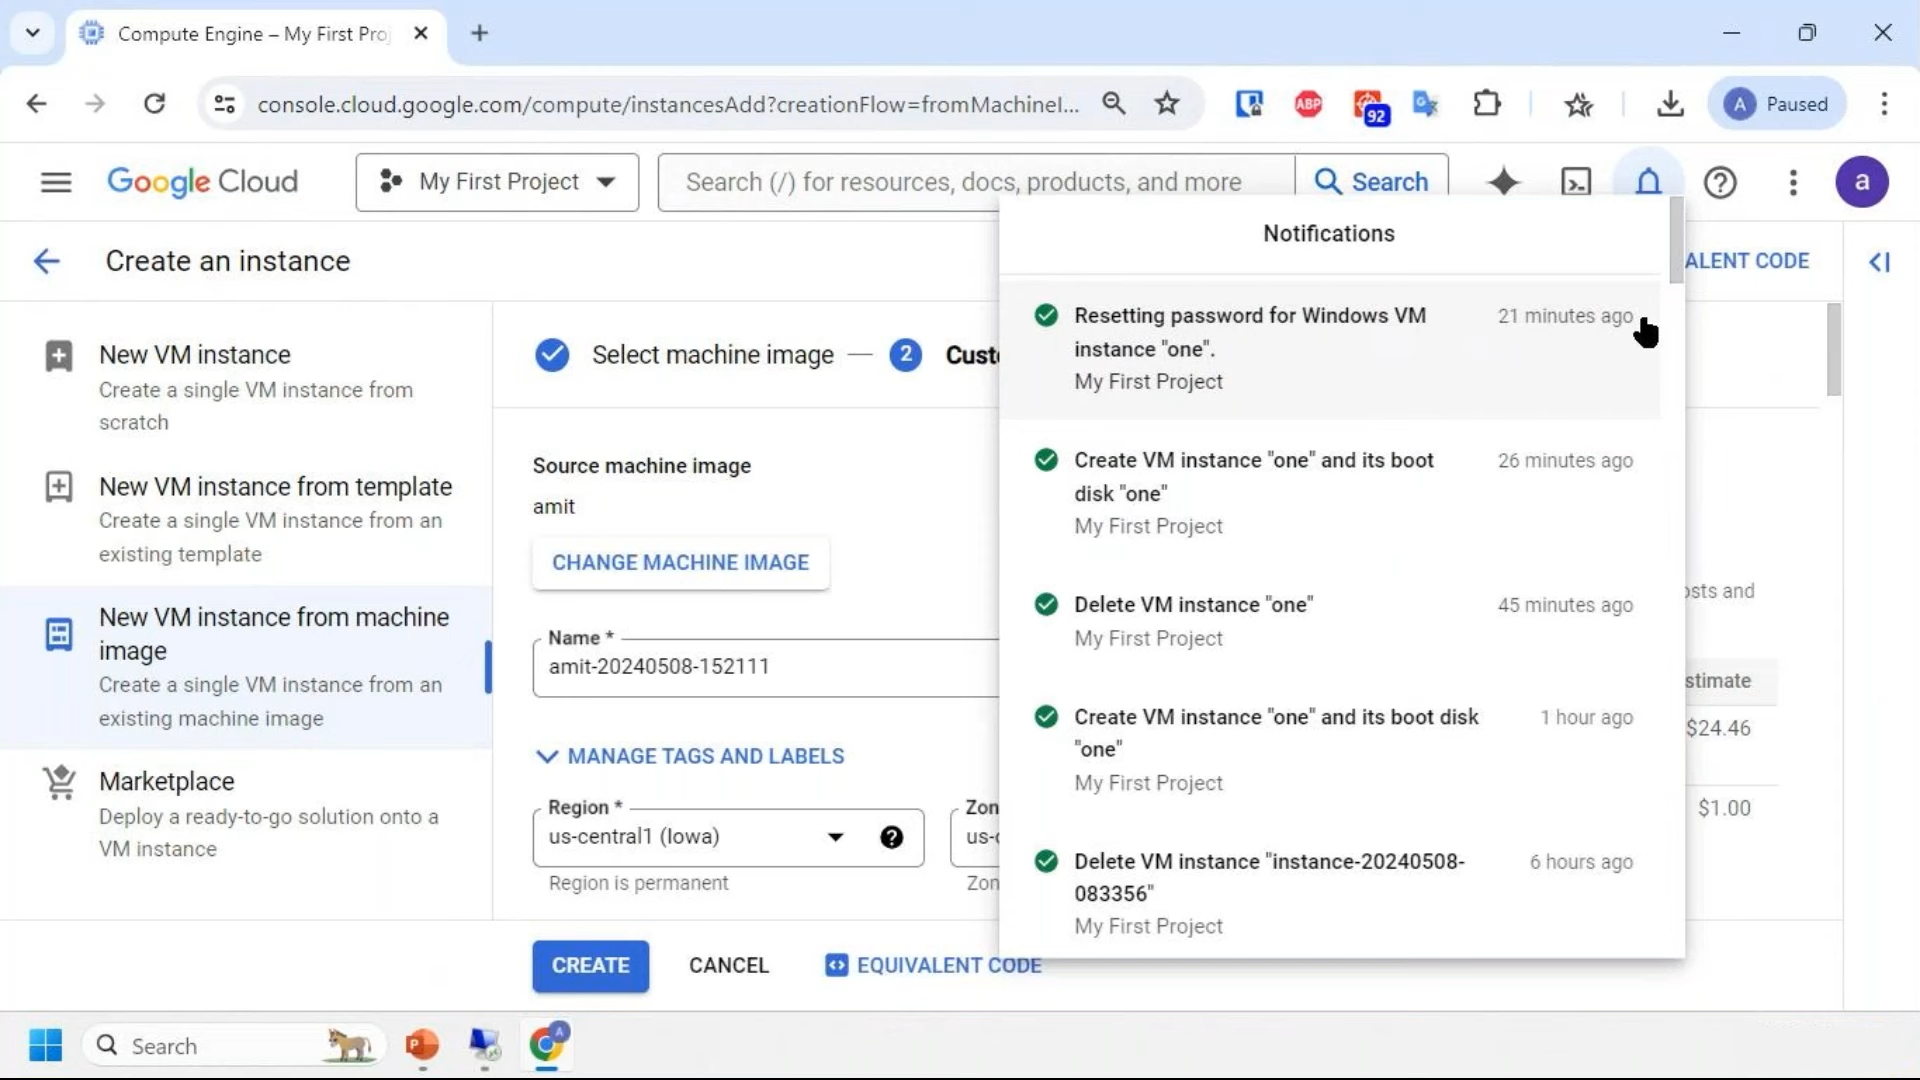 Compute Engine – My First Pro
console.cloud.google.com/compute/instancesAdd?creationFlow=fromMachineI...
ABP
92
A Paused
Google Cloud
My First Project
Search (/) for resources, docs, products, and more
Search
a
Create an instance
ALENT CODE
Notifications
New VM instance
Create a single VM instance from
scratch
New VM instance from template
Create a single VM instance from an
existing template
New VM instance from machine
image
Create a single VM instance from an
existing machine image
Marketplace
Deploy a ready-to-go solution onto a
VM instance
Select machine image
2 Custo
Source machine image
amit
CHANGE MACHINE IMAGE
Name *
amit-20240508-152111
MANAGE TAGS AND LABELS
Region *
us-central1 (Iowa)
Region is permanent
Zon
us-c
Zon
Resetting password for Windows VM
instance "one".
My First Project
21 minutes ago
Create VM instance "one" and its boot
disk "one"
My First Project
26 minutes ago
Delete VM instance "one"
My First Project
45 minutes ago
Create VM instance "one" and its boot disk
"one"
My First Project
1 hour ago
Delete VM instance "instance-20240508-
083356"
My First Project
6 hours ago
osts and
stimate
$24.46
$1.00
CREATE
CANCEL
EQUIVALENT CODE
Search
P
A